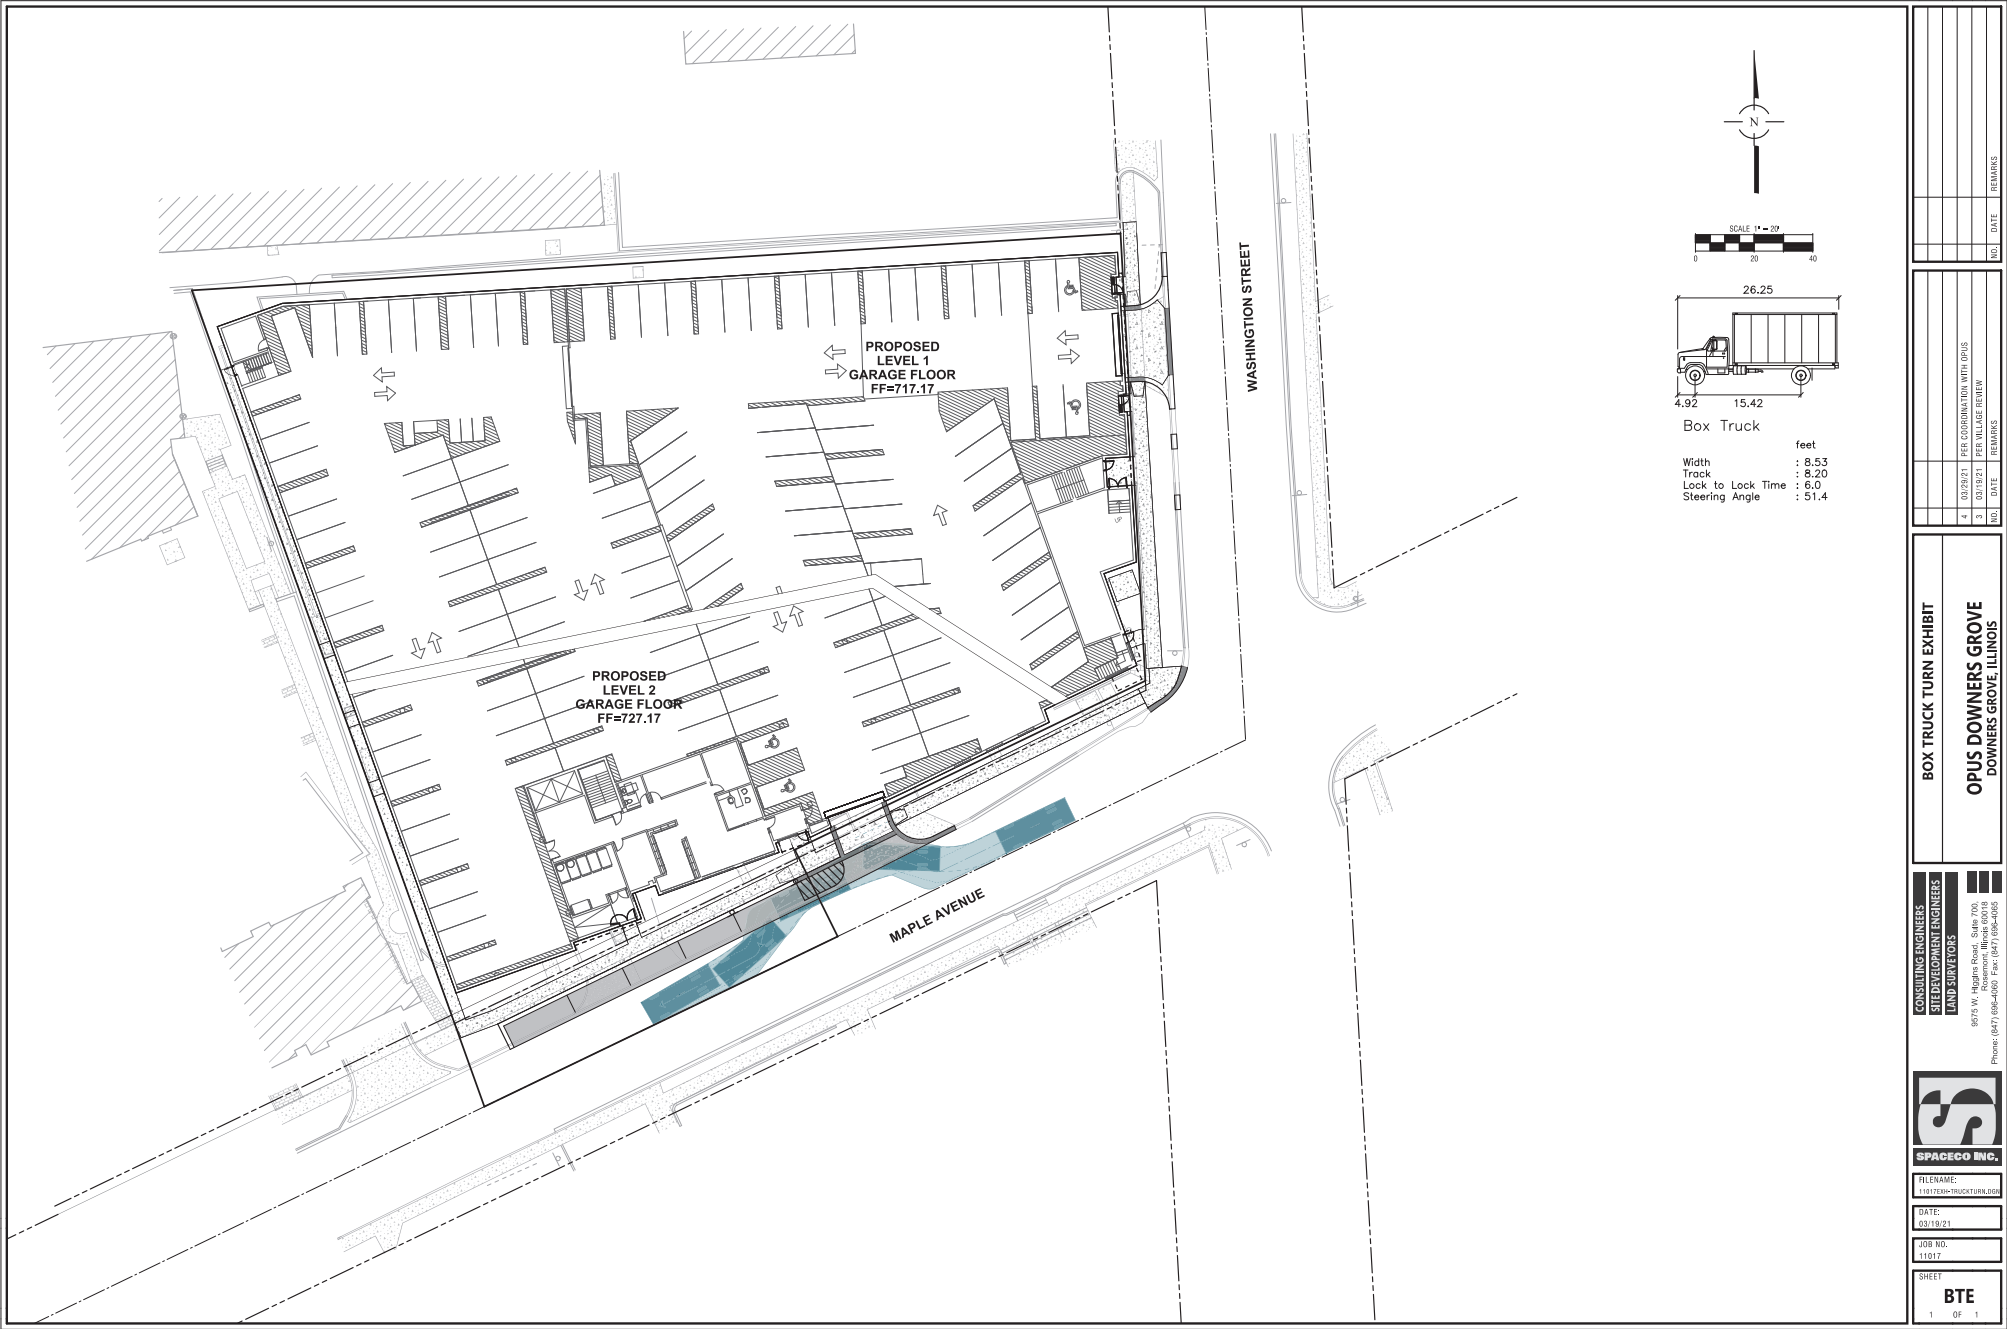 PROPOSED
LEVEL 1
GARAGE FLOOR
FF=717.17
PROPOSED
LEVEL 2
GARAGE FLOOR
FF=727.17
WASHINGTION STREET
MAPLE AVENUE
UP
N
SCALE 1" = 20'
0 20 40
26.25
4.92 15.42
Box Truck
feet
Width : 8.53
Track : 8.20
Lock to Lock Time : 6.0
Steering Angle : 51.4
NO. DATE REMARKS
4 03/29/21 PER COORDINATION WITH OPUS
3 03/19/21 PER VILLAGE REVIEW
NO. DATE REMARKS
BOX TRUCK TURN EXHIBIT
OPUS DOWNERS GROVE
DOWNERS GROVE, ILLINOIS
CONSULTING ENGINEERS
SITE DEVELOPMENT ENGINEERS
LAND SURVEYORS
9575 W. Higgins Road, Suite 700,
Rosemont, Illinois 60018
Phone: (847) 696-4060 Fax: (847) 696-4065
SPACECO INC.
FILENAME:
11017EXH-TRUCKTURN.DGN
DATE:
03/19/21
JOB NO.
11017
SHEET
BTE
1 OF 1